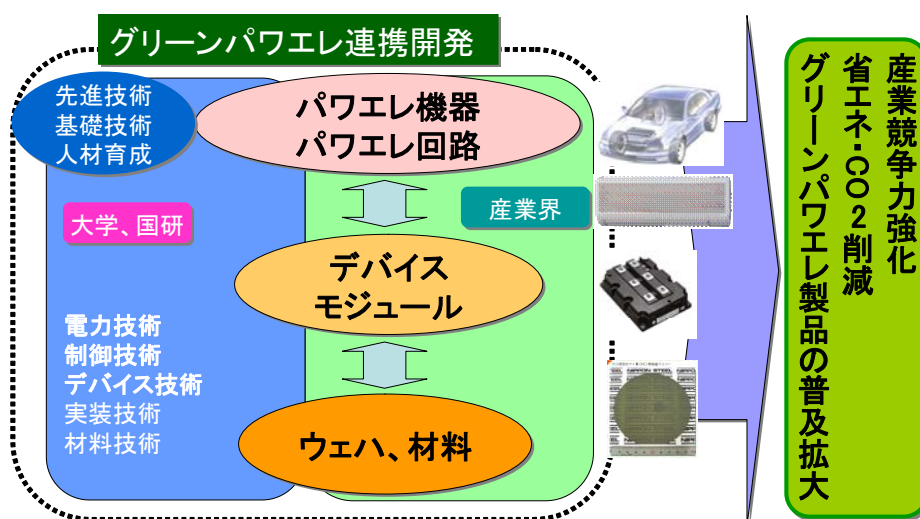 グリーンパワエレ連携開発
先進技術
基礎技術
人材育成
パワエレ機器
パワエレ回路
大学、国研
産業界
デバイス
モジュール
電力技術
制御技術
デバイス技術
実装技術
材料技術
ウェハ、材料
NIPPON STEEL
産業競争力強化
省エネ・CO2削減
グリーンパワエレ製品の普及拡大